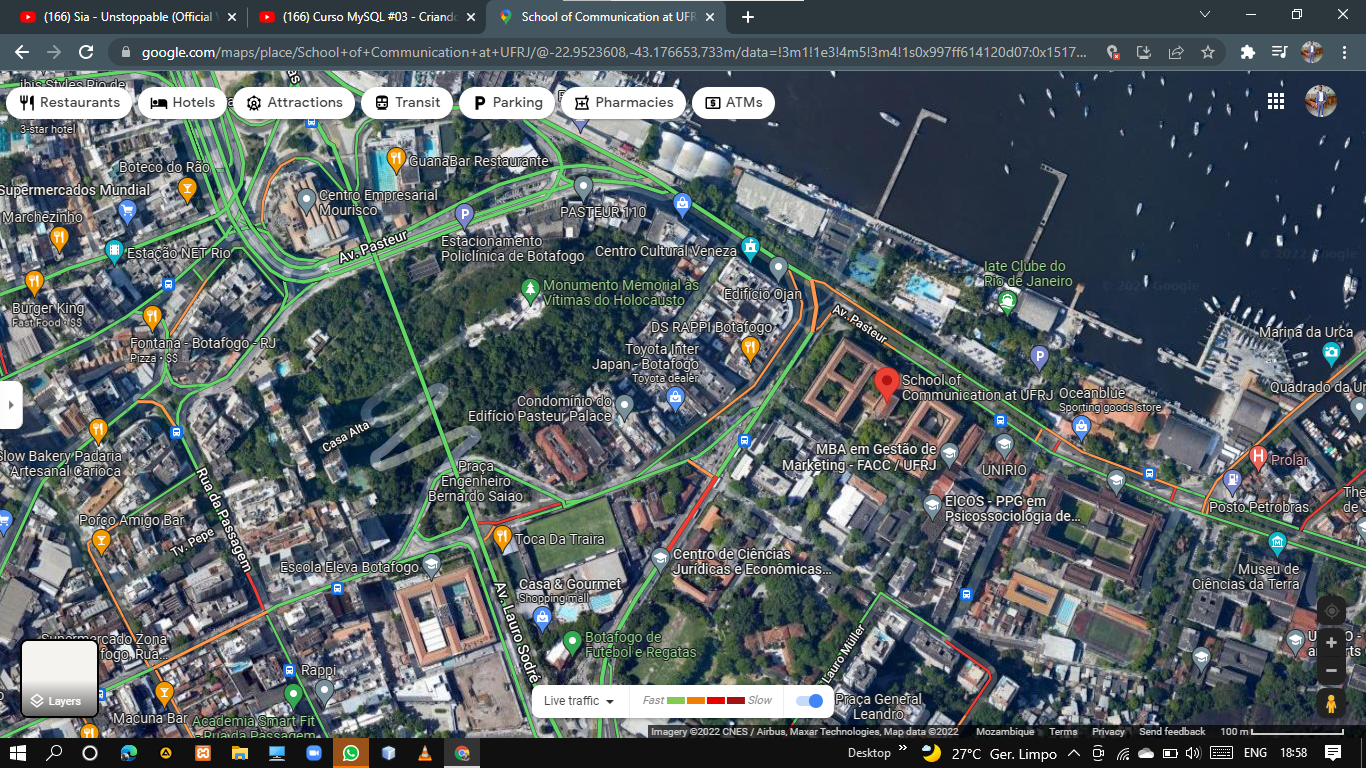 (166) Sia - Unstoppable (Official
(166) Curso MySQL #03 - Criand
School of Communication at UFR
google.com/maps/place/School+of+Communication+at+UFRJ/@-22.9523608,-43.176653,733m/data=!3m1!1e3!4m5!3m4!1s0x997ff614120d07:0x1517...
Restaurants
Hotels
Attractions
Transit
Parking
Pharmacies
ATMs
3-star hotel
Boteco do Rão
GuanaBar Restaurante
Supermercados Mundial
Centro Empresarial
Mourisco
Marchezinho
PASTEUR 110
Estação NET Rio
Av. Pasteur
Estacionamento
Policlínica de Botafogo
Centro Cultural Veneza
Monumento Memorial às
Vítimas do Holocausto
Edifício Ojan
Iate Clube do
Rio de Janeiro
© 2022 Google
Burger King
Fast Food • $$
Av. Pasteur
DS RAPPI Botafogo
Marina da Urca
Fontana - Botafogo - RJ
Pizza • $$
Toyota Inter
Japan - Botafogo
Toyota dealer
School of
Communication at UFRJ
Quadrado da Ur
Oceanblue
Sporting goods store
Condomínio do
Edifício Pasteur Palace
Casa Alta
MBA em Gestão de
Marketing - FACC / UFRJ
Slow Bakery Padaria
Artesanal Carioca
UNIRIO
Prolar
Praça
Engenheiro
Bernardo Saiao
Rua da Passagem
EICOS - PPG em
Psicossociologia de...
Posto Petrobras
The
de J
Porco Amigo Bar
Tv. Pepe
Toca Da Traira
Escola Eleva Botafogo
Centro de Ciências
Jurídicas e Econômicas...
Museu de
Ciências da Terra
Casa & Gourmet
Shopping mall
Av. Lauro Sodré
Botafogo de
Futebol e Regatas
Lauro Müller
Supermercado Zona
fogo, Rua...
Rappi
Layers
Macuna Bar
Academia Smart Fit
- Rua da Passagem
Live traffic
Fast
Slow
Praça General
Leandro
Imagery ©2022 CNES / Airbus, Maxar Technologies, Map data ©2022
Mozambique
Terms
Privacy
Send feedback
100 m
Desktop
27°C Ger. Limpo
ENG
18:58